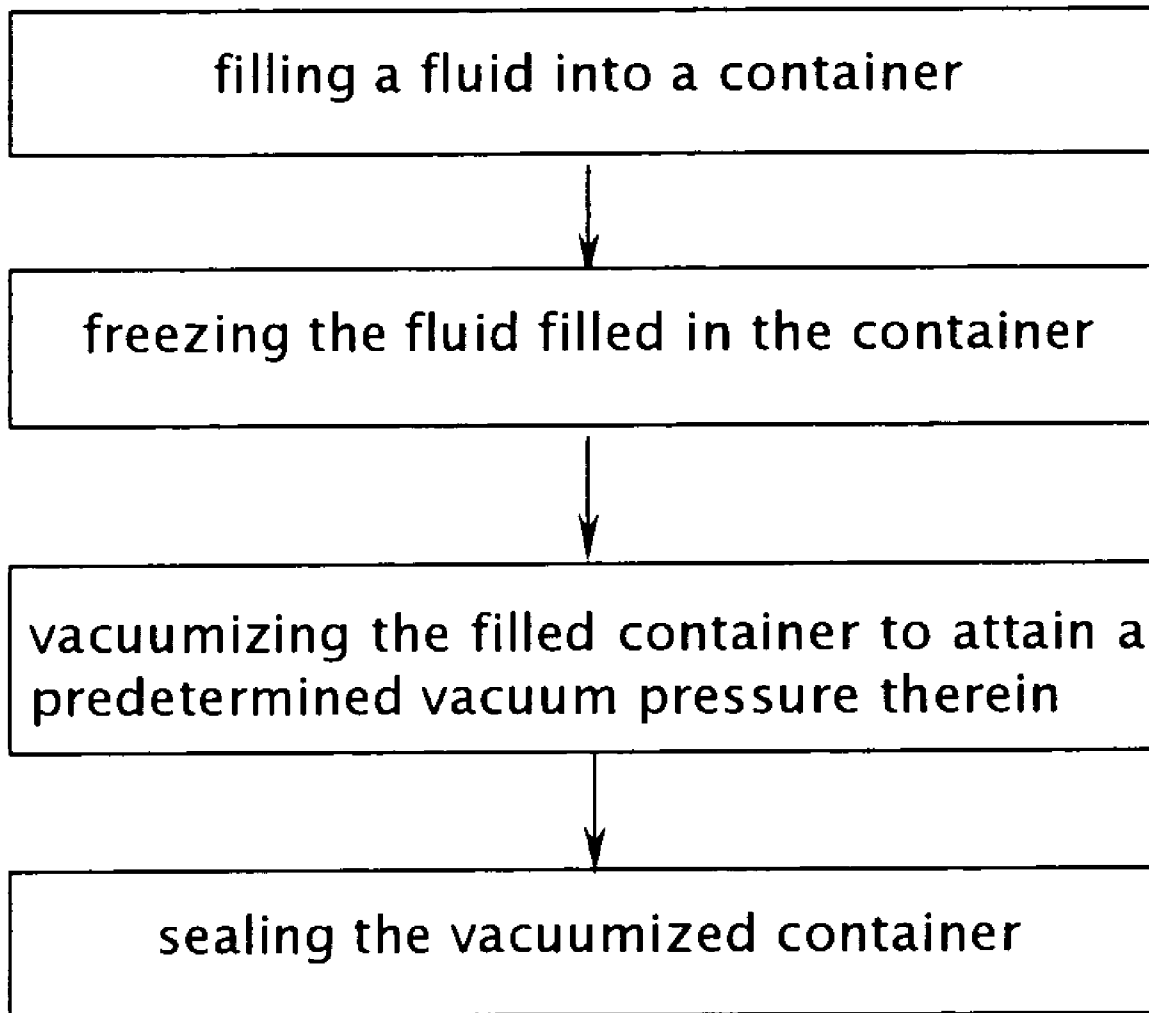 filling a fluid into a container
freezing the fluid filled in the container
vacuumizing the filled container to attain a
predetermined vacuum pressure therein
sealing the vacuumized container